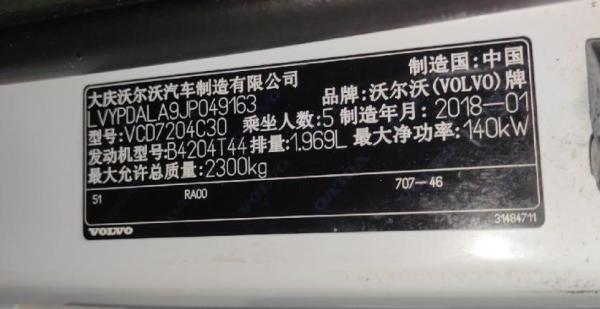 大庆沃尔沃汽车制造有限公司 制造国:中国
LVYPDALA9JP049163 品牌:沃尔沃(VOLVO)牌
型号:VCD7204C30 乘坐人数:5 制造年月:2018-01
发动机型号:B4204T44 排量:1.969L 最大净功率:140kW
最大允许总质量:2300kg
51 RA00 707-46
VOLVO 31484711